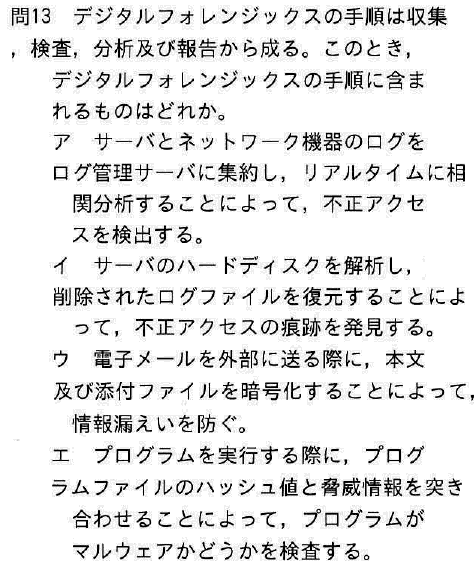 問13　デジタルフォレンジックスの手順は収集
，検査，分析及び報告から成る。このとき，
デジタルフォレンジックスの手順に含ま
れるものはどれか。
ア　サーバとネットワーク機器のログを
ログ管理サーバに集約し，リアルタイムに相
関分析することによって，不正アクセ
スを検出する。
イ　サーバのハードディスクを解析し，
削除されたログファイルを復元することによ
って，不正アクセスの痕跡を発見する。
ウ　電子メールを外部に送る際に，本文
及び添付ファイルを暗号化することによって，
情報漏えいを防ぐ。
エ　プログラムを実行する際に，プログ
ラムファイルのハッシュ値と脅威情報を突き
合わせることによって，プログラムが
マルウェアかどうかを検査する。